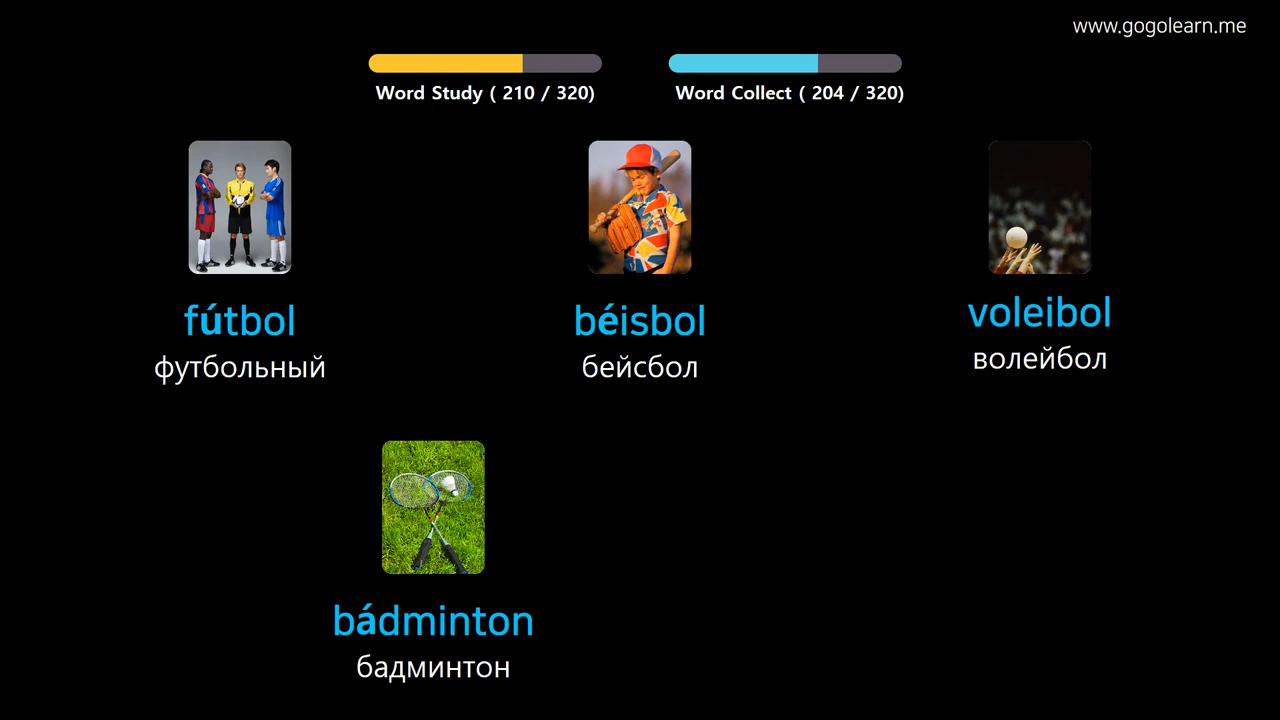 www.gogolearn.me
Word Study ( 210 / 320)
Word Collect ( 204 / 320)
fútbol
футбольный
béisbol
бейсбол
voleibol
волейбол
bádminton
бадминтон